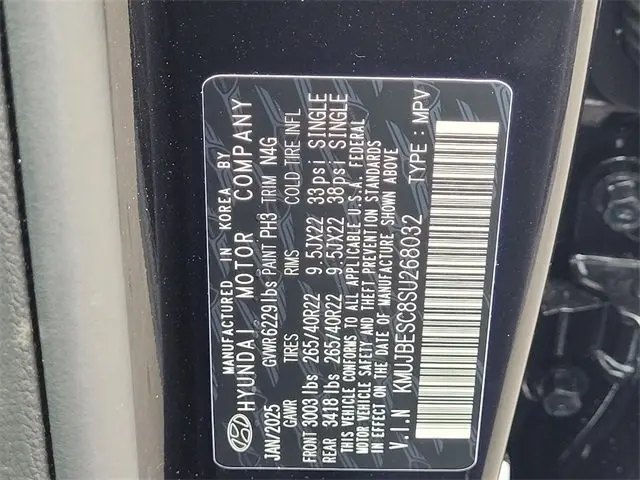 MANUFACTURED IN KOREA BY
HYUNDAI MOTOR COMPANY
JAN/2025 GVWR6229lbs PAINT PH3 TRIM N4G
GAWR TIRES RIMS COLD TIRE INFL
FRONT 3003 lbs 265/40R22 9.5JX22 33psi SINGLE
REAR 3418 lbs 265/40R22 9.5JX22 38psi SINGLE
THIS VEHICLE CONFORMS TO ALL APPLICABLE U.S.A. FEDERAL
MOTOR VEHICLE SAFETY AND THEFT PREVENTION STANDARDS
IN EFFECT ON THE DATE OF MANUFACTURE SHOWN ABOVE
V.I.N KMUJBESC8SU268032 TYPE : MPV